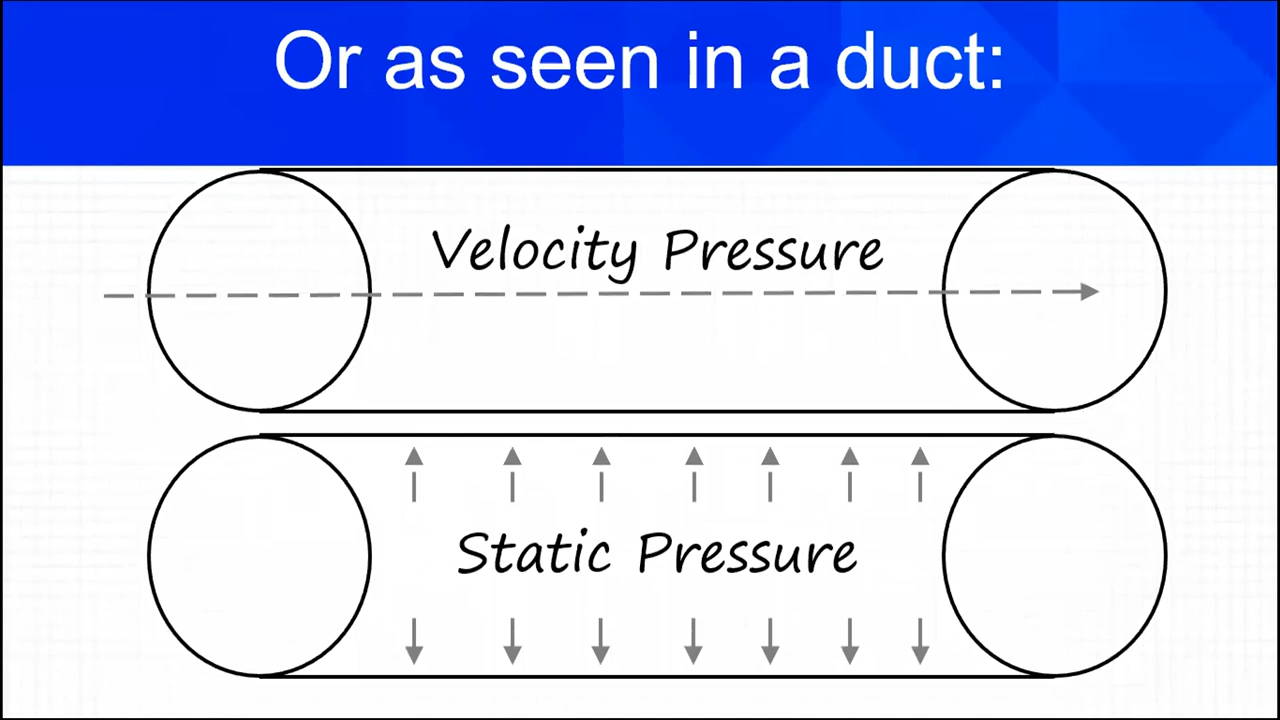 Or as seen in a duct:
Velocity Pressure
Static Pressure